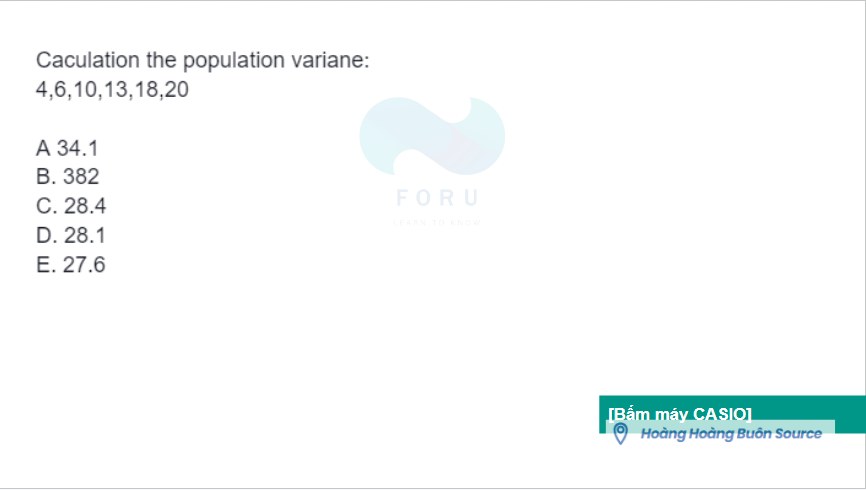 Caculation the population variane:
4,6,10,13,18,20
A 34.1
B. 382
C. 28.4
D. 28.1
E. 27.6
FORU
[Bấm máy CASIO]
Hoàng Hoàng Buôn Source